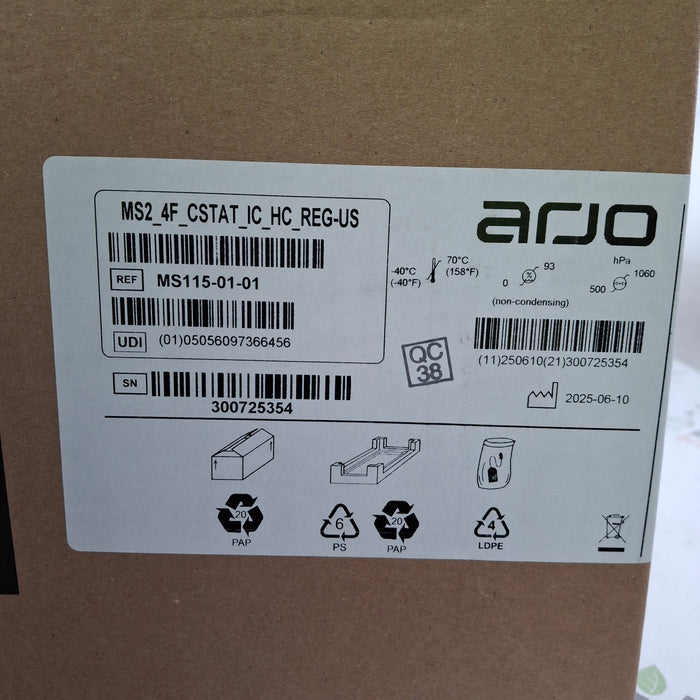 MS2_4F_CSTAT_IC_HC_REG-US
arjo
REF MS115-01-01
UDI (01)05056097366456
SN
300725354
-40°C
(-40°F)
70°C
(158°F)
0 % 93
(non-condensing)
hPa
500 1060
(11)250610(21)300725354
QC
38
2025-06-10
20
PAP
6
PS
20
PAP
4
LDPE